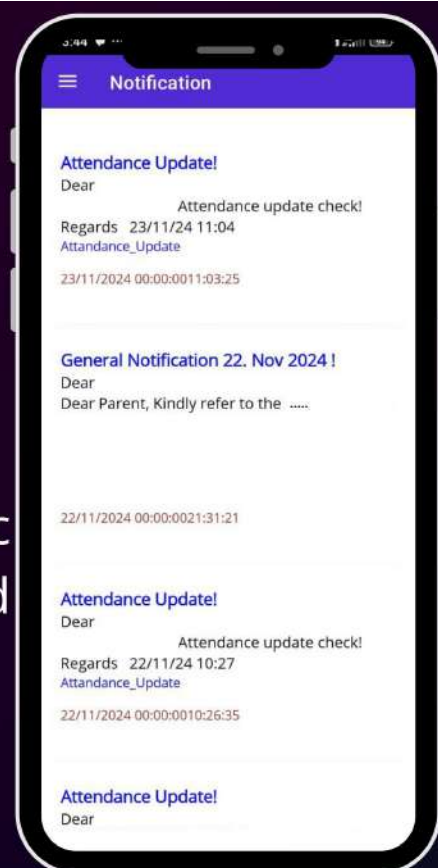 3:44
Notification
Attendance Update!
Dear
Attendance update check!
Regards 23/11/24 11:04
Attandance_Update
23/11/2024 00:00:0011:03:25
General Notification 22. Nov 2024 !
Dear
Dear Parent, Kindly refer to the .....
22/11/2024 00:00:0021:31:21
Attendance Update!
Dear
Attendance update check!
Regards 22/11/24 10:27
Attandance_Update
22/11/2024 00:00:0010:26:35
Attendance Update!
Dear